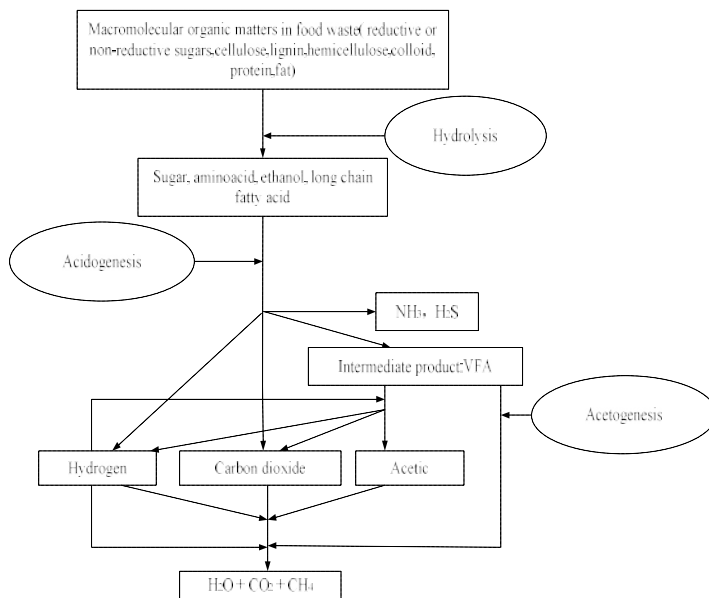 Macromolecular organic matters in food waste( reductive or
non-reductive sugars,cellulose,lignin,hemicellulose,colloid,
protein,fat)
Hydrolysis
Sugar, aminoacid, ethanol, long chain
fatty acid
Acidogenesis
NH₃, H₂S
Intermediate product:VFA
Acetogenesis
Hydrogen
Carbon dioxide
Acetic
H₂O + CO₂ + CH₄